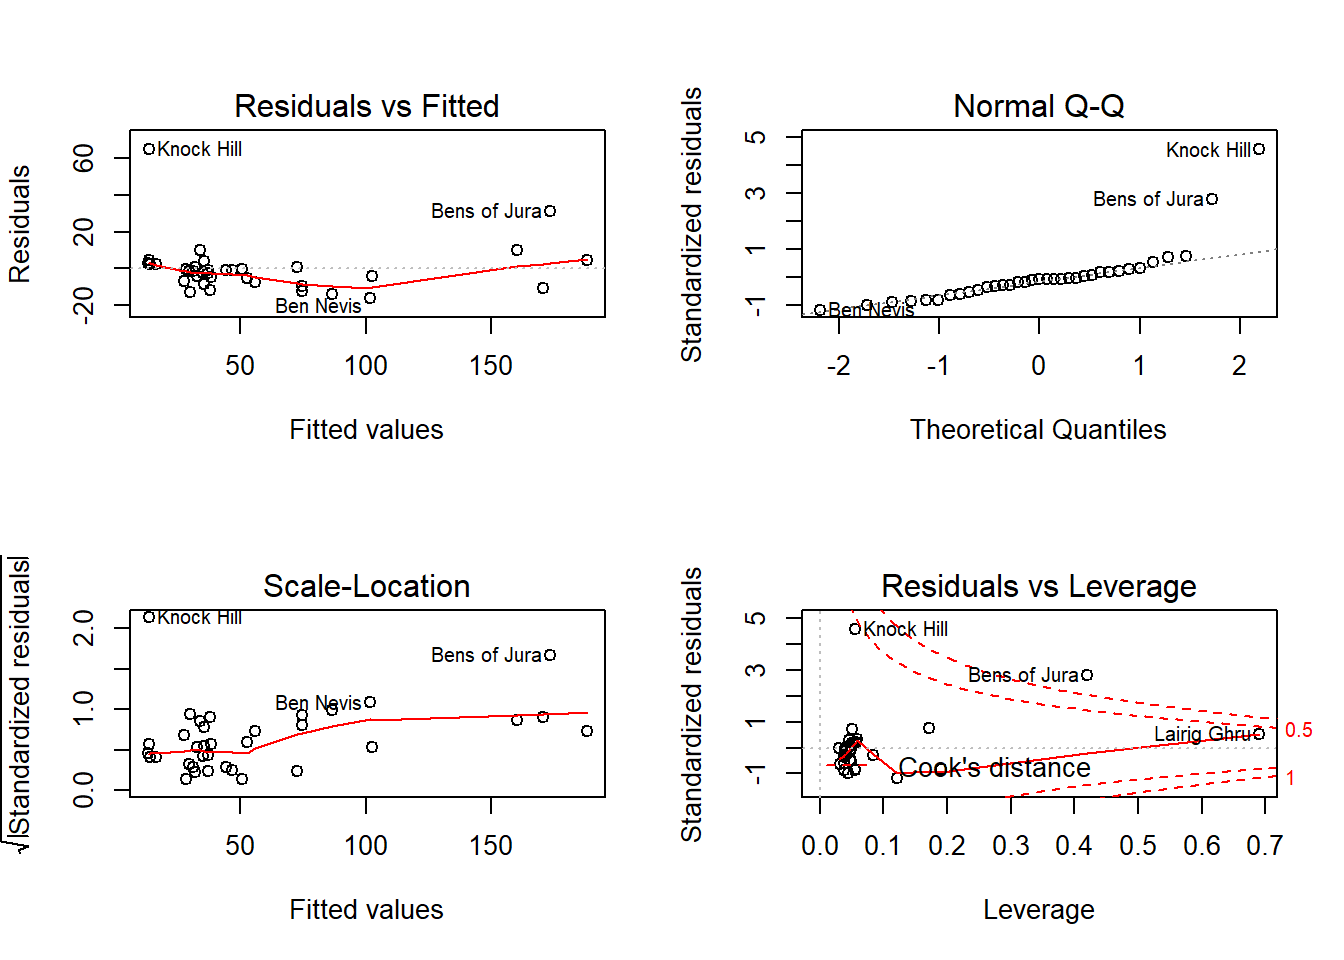 Residuals vs Fitted
Residuals
60
20
-20
Knock Hill
Bens of Jura
Ben Nevis
50 100 150
Fitted values
Normal Q-Q
Standardized residuals
5
3
1
-1
Knock Hill
Bens of Jura
Ben Nevis
-2 -1 0 1 2
Theoretical Quantiles
Scale-Location
√|Standardized residuals|
2.0
1.0
0.0
Knock Hill
Bens of Jura
Ben Nevis
50 100 150
Fitted values
Residuals vs Leverage
Standardized residuals
5
3
1
-1
Knock Hill
Bens of Jura
Lairig Ghru
0.5
Cook's distance
1
0.0 0.1 0.2 0.3 0.4 0.5 0.6 0.7
Leverage